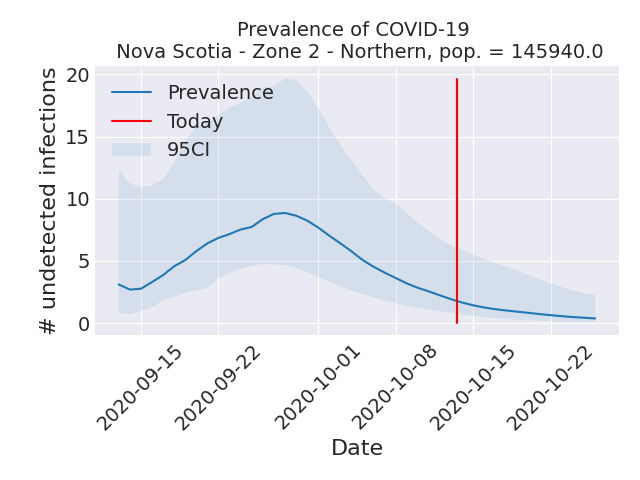 Prevalence of COVID-19
Nova Scotia - Zone 2 - Northern, pop. = 145940.0
# undetected infections
20
15
10
5
0
Prevalence
Today
95CI
2020-09-15
2020-09-22
2020-10-01
2020-10-08
2020-10-15
2020-10-22
Date